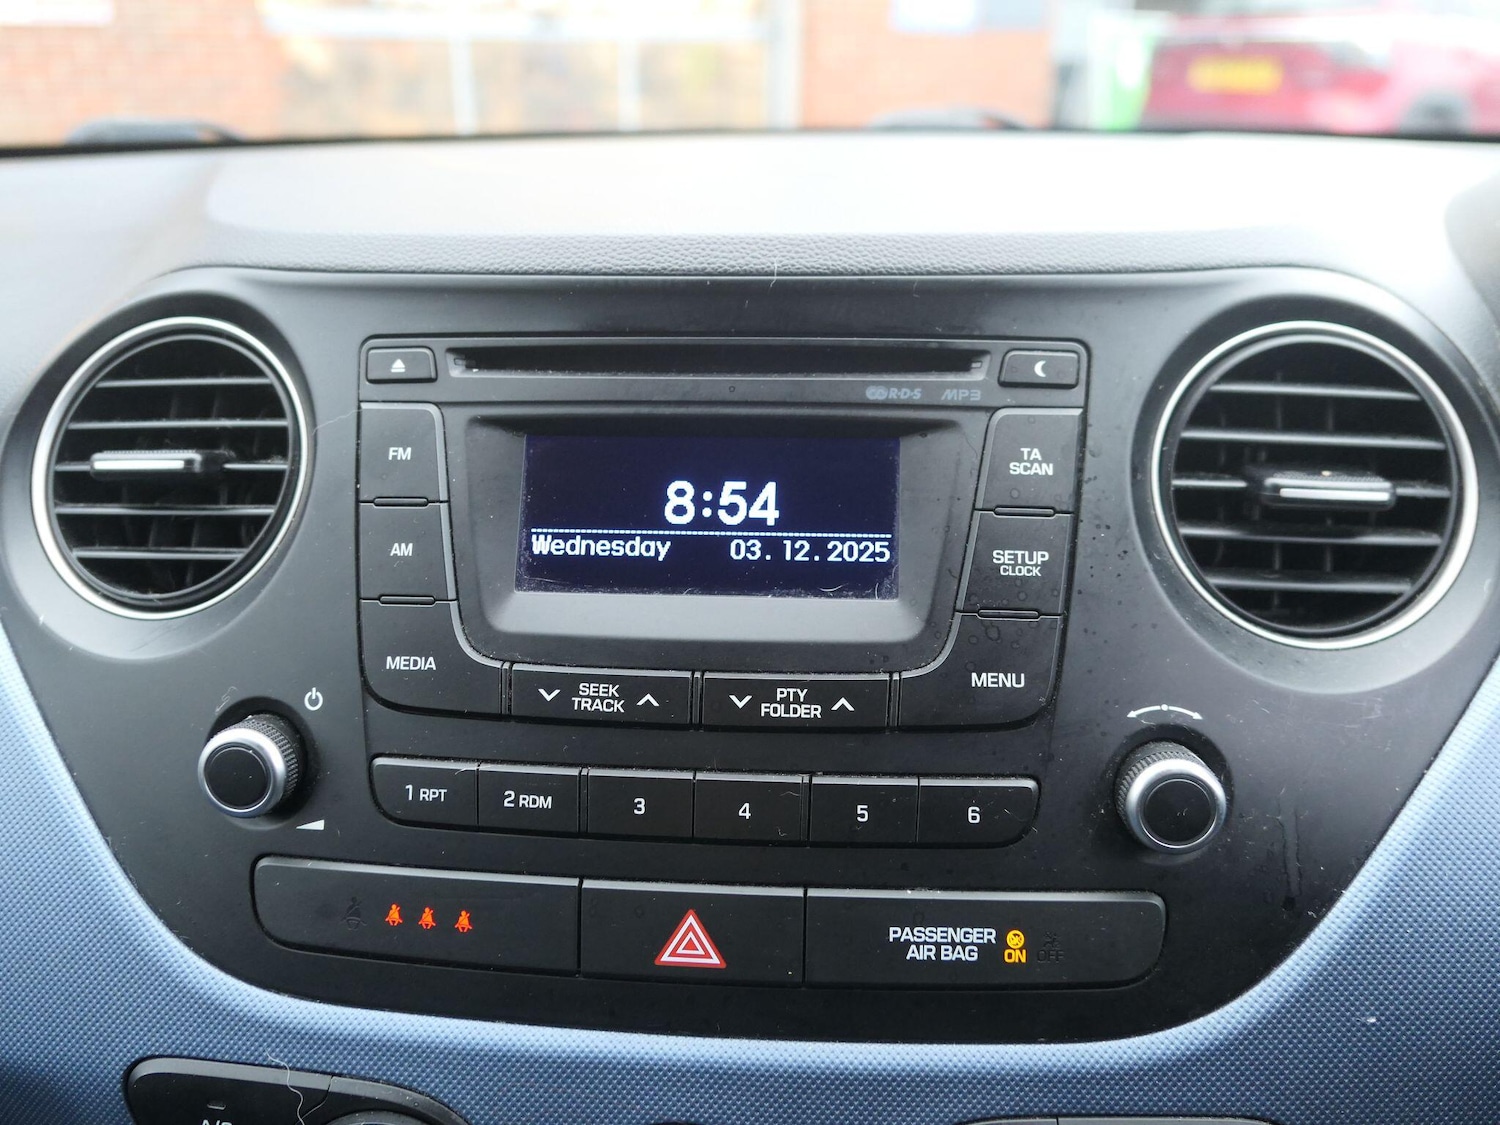 RDS MP3
FM
TA
SCAN
8:54
AM
Wednesday 03.12.2025
SETUP
CLOCK
MEDIA
SEEK
TRACK
PTY
FOLDER
MENU
1 RPT
2 RDM
3
4
5
6
PASSENGER
AIR BAG
ON
OFF